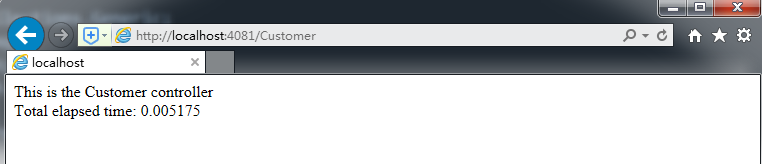 http://localhost:4081/Customer
localhost
This is the Customer controller
Total elapsed time: 0.005175